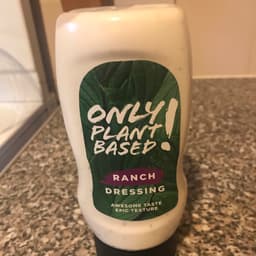 ONLY
PLANT
BASED!
RANCH
DRESSING
AWESOME TASTE
EPIC TEXTURE